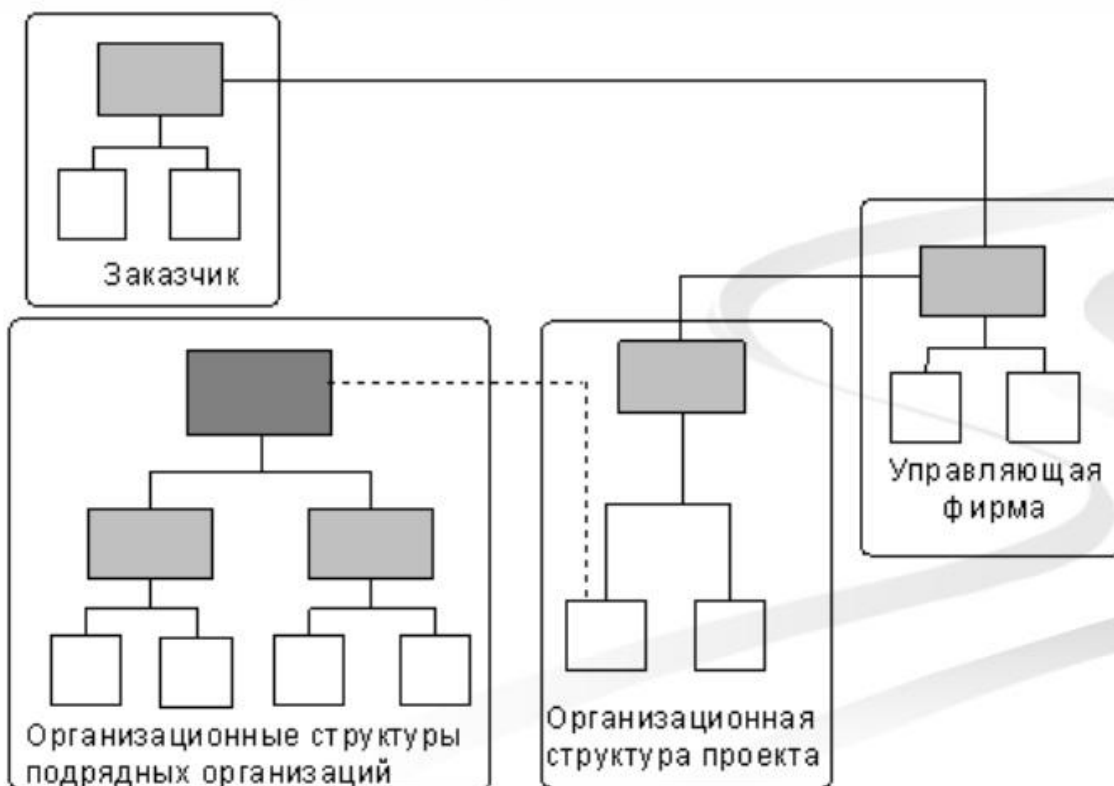 Заказчик
Управляющая
фирма
Организационные структуры
подрядных организаций
Организационная
структура проекта